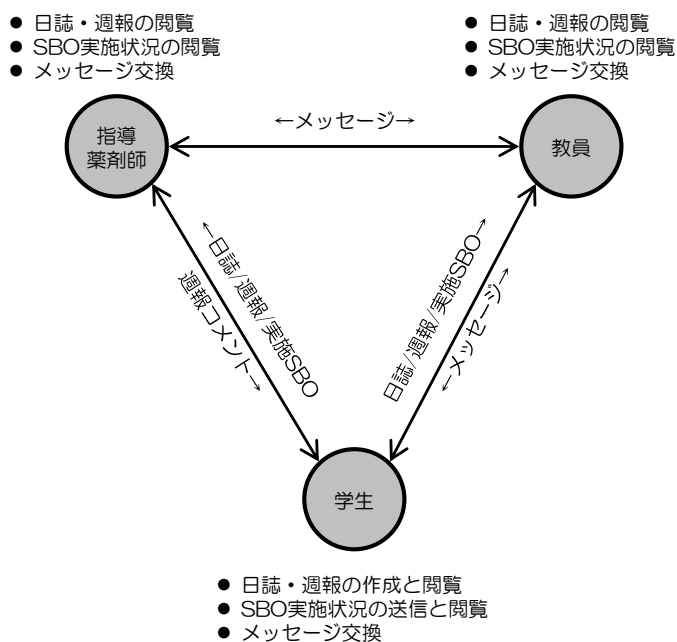 ● 日誌・週報の閲覧
● SBO実施状況の閲覧
● メッセージ交換
● 日誌・週報の閲覧
● SBO実施状況の閲覧
● メッセージ交換
指導
薬剤師
←メッセージ→
教員
←日誌/週報/実施SBO
週報コメント→
日誌/週報/実施SBO→
←メッセージ→
学生
● 日誌・週報の作成と閲覧
● SBO実施状況の送信と閲覧
● メッセージ交換